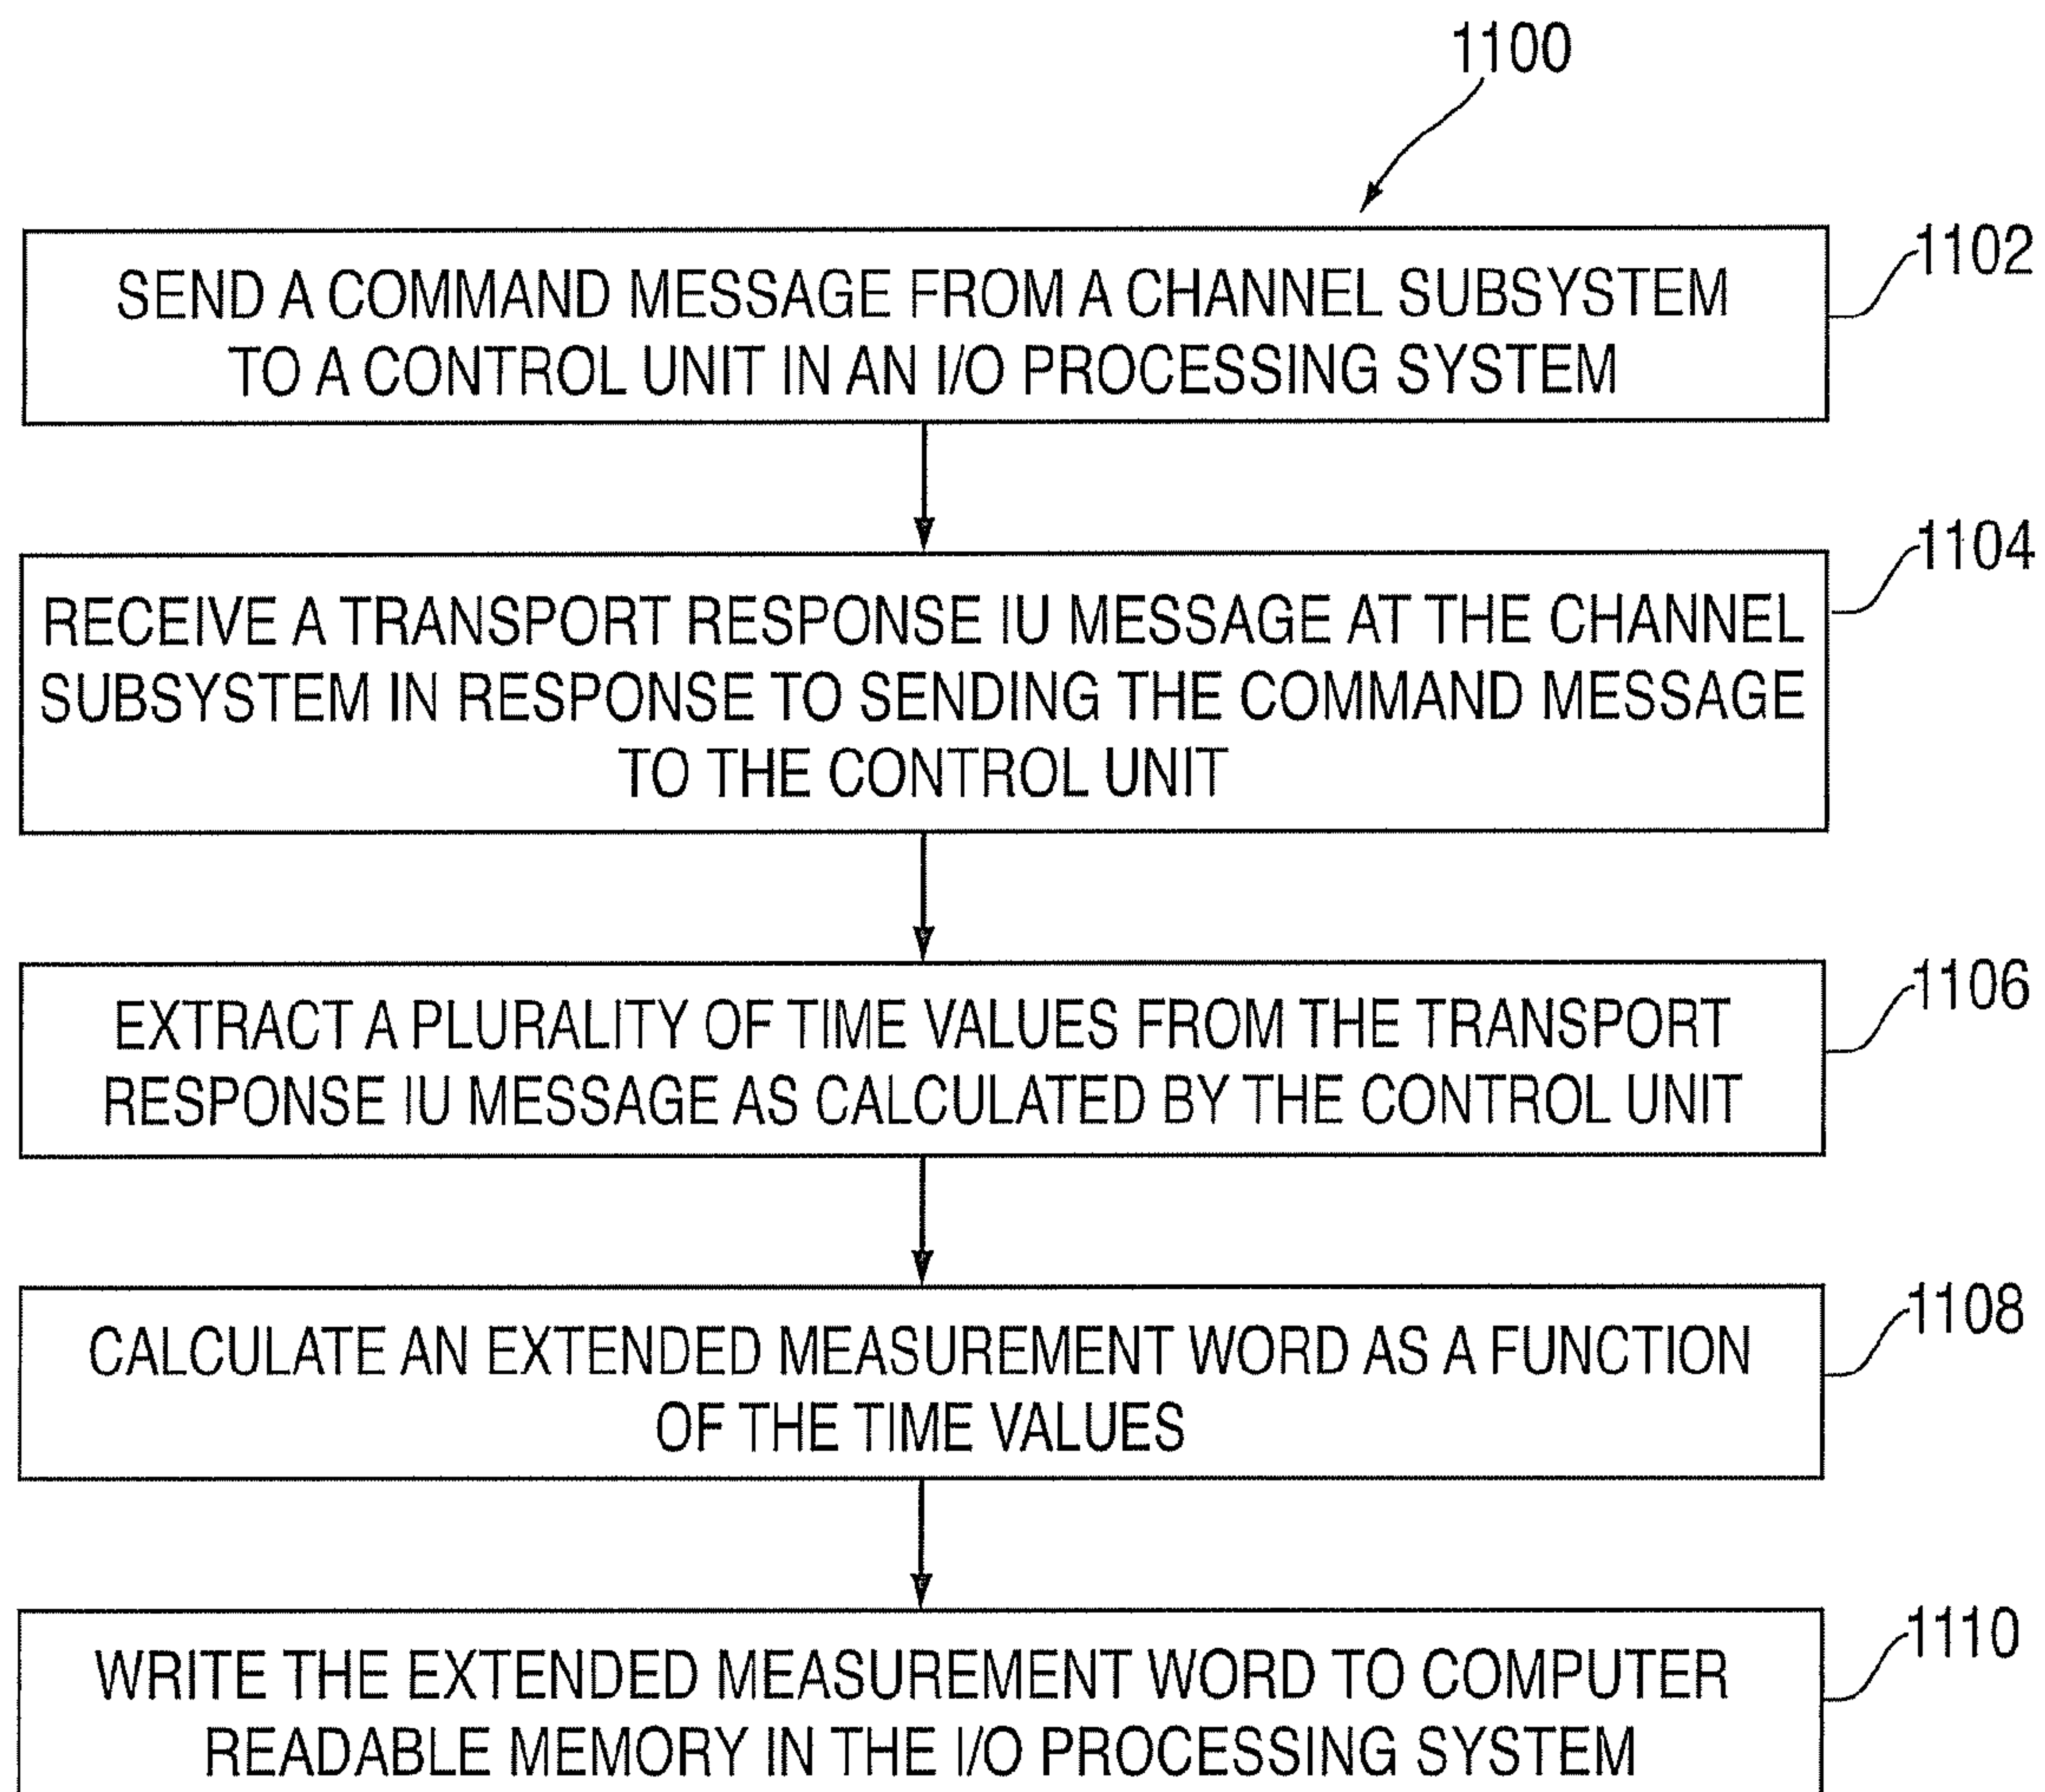 1100
SEND A COMMAND MESSAGE FROM A CHANNEL SUBSYSTEM
TO A CONTROL UNIT IN AN I/O PROCESSING SYSTEM
1102
RECEIVE A TRANSPORT RESPONSE IU MESSAGE AT THE CHANNEL
SUBSYSTEM IN RESPONSE TO SENDING THE COMMAND MESSAGE
TO THE CONTROL UNIT
1104
EXTRACT A PLURALITY OF TIME VALUES FROM THE TRANSPORT
RESPONSE IU MESSAGE AS CALCULATED BY THE CONTROL UNIT
1106
CALCULATE AN EXTENDED MEASUREMENT WORD AS A FUNCTION
OF THE TIME VALUES
1108
WRITE THE EXTENDED MEASUREMENT WORD TO COMPUTER
READABLE MEMORY IN THE I/O PROCESSING SYSTEM
1110